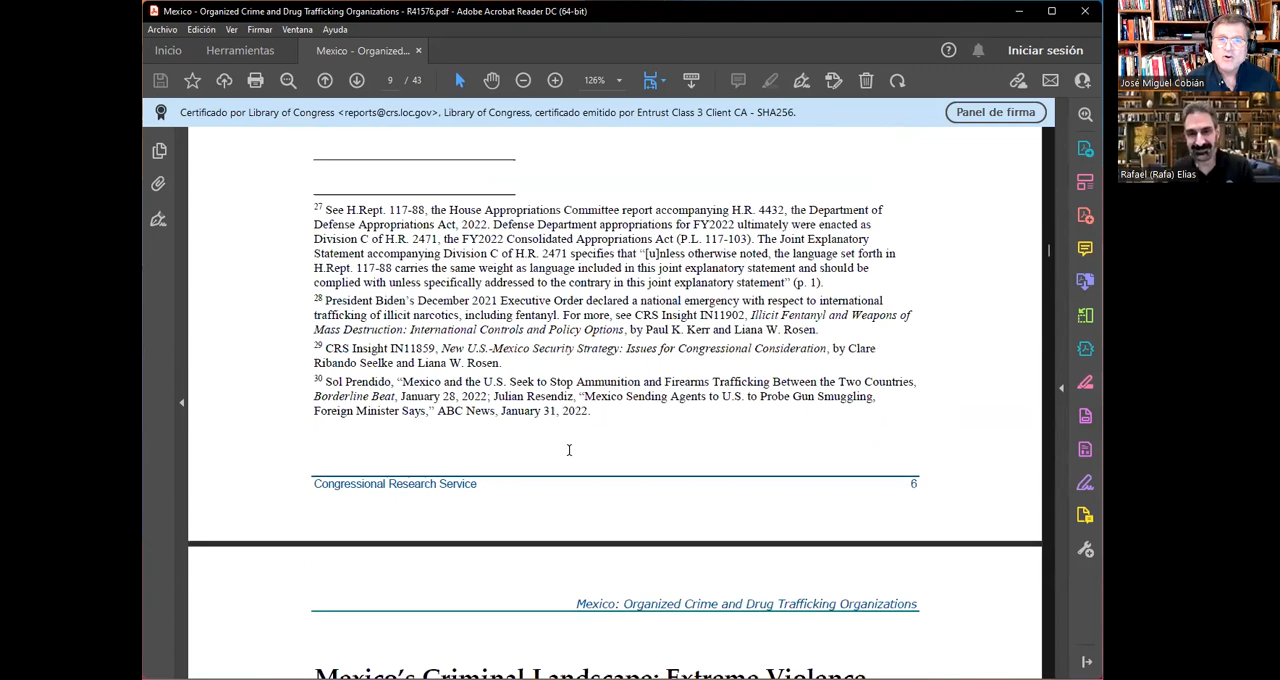 Mexico - Organized Crime and Drug Trafficking Organizations - R41576.pdf - Adobe Acrobat Reader DC (64-bit)
Archivo Edición Ver Firmar Ventana Ayuda
Inicio Herramientas Mexico - Organized... × Iniciar sesión
9 / 43 126%
Certificado por Library of Congress <reports@crs.loc.gov>, Library of Congress, certificado emitido por Entrust Class 3 Client CA - SHA256. Panel de firma
27 See H.Rept. 117-88, the House Appropriations Committee report accompanying H.R. 4432, the Department of
Defense Appropriations Act, 2022. Defense Department appropriations for FY2022 ultimately were enacted as
Division C of H.R. 2471, the FY2022 Consolidated Appropriations Act (P.L. 117-103). The Joint Explanatory
Statement accompanying Division C of H.R. 2471 specifies that “[u]nless otherwise noted, the language set forth in
H.Rept. 117-88 carries the same weight as language included in this joint explanatory statement and should be
complied with unless specifically addressed to the contrary in this joint explanatory statement” (p. 1).
28 President Biden’s December 2021 Executive Order declared a national emergency with respect to international
trafficking of illicit narcotics, including fentanyl. For more, see CRS Insight IN11902, Illicit Fentanyl and Weapons of
Mass Destruction: International Controls and Policy Options, by Paul K. Kerr and Liana W. Rosen.
29 CRS Insight IN11859, New U.S.-Mexico Security Strategy: Issues for Congressional Consideration, by Clare
Ribando Seelke and Liana W. Rosen.
30 Sol Prendido, “Mexico and the U.S. Seek to Stop Ammunition and Firearms Trafficking Between the Two Countries,
Borderline Beat, January 28, 2022; Julian Resendiz, “Mexico Sending Agents to U.S. to Probe Gun Smuggling,
Foreign Minister Says,” ABC News, January 31, 2022.
Congressional Research Service 6
Mexico: Organized Crime and Drug Trafficking Organizations
Mexico’s Criminal Landscape: Extreme Violence
José Miguel Cobián
Rafael (Rafa) Elias